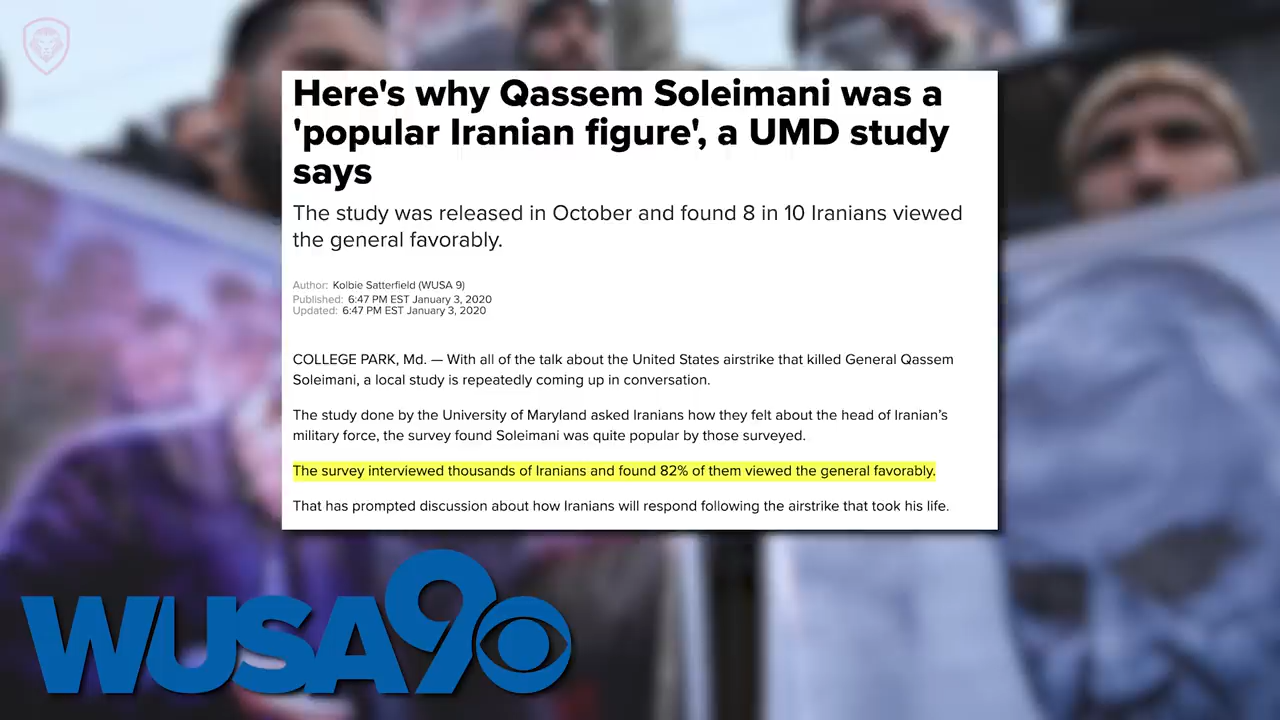 Here's why Qassem Soleimani was a
'popular Iranian figure', a UMD study
says
The study was released in October and found 8 in 10 Iranians viewed
the general favorably.
Author: Kolbie Satterfield (WUSA 9)
Published: 6:47 PM EST January 3, 2020
Updated: 6:47 PM EST January 3, 2020
COLLEGE PARK, Md. — With all of the talk about the United States airstrike that killed General Qassem
Soleimani, a local study is repeatedly coming up in conversation.
The study done by the University of Maryland asked Iranians how they felt about the head of Iranian’s
military force, the survey found Soleimani was quite popular by those surveyed.
The survey interviewed thousands of Iranians and found 82% of them viewed the general favorably.
That has prompted discussion about how Iranians will respond following the airstrike that took his life.
WUSA9